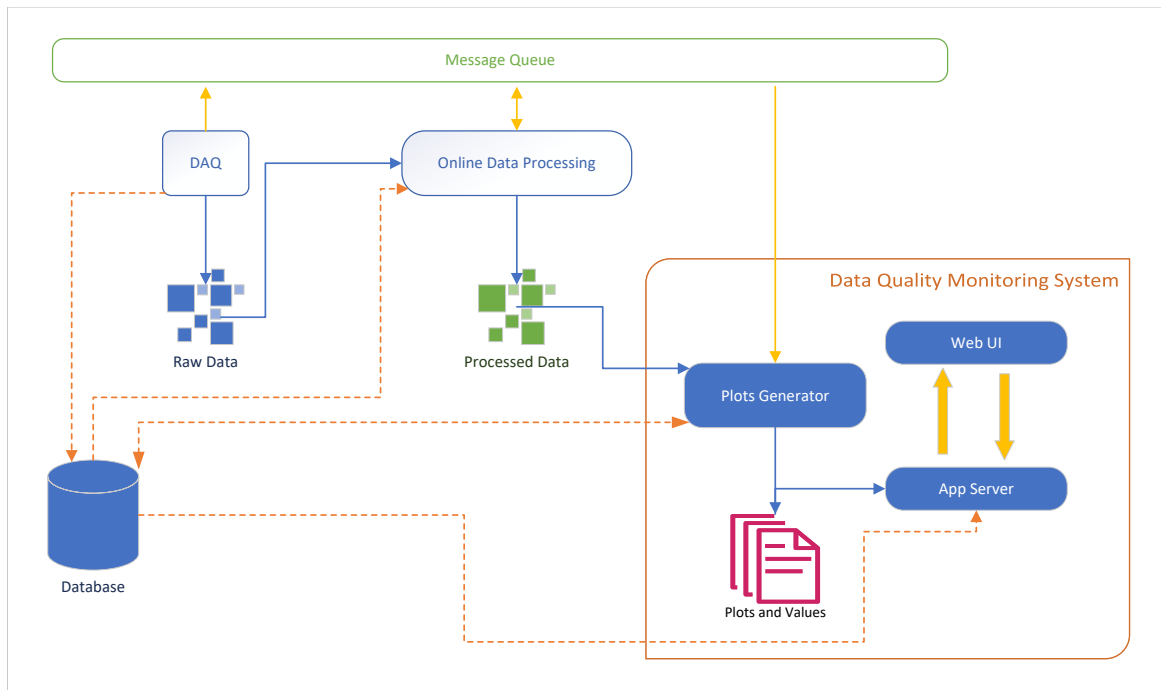 Message Queue
DAQ
Online Data Processing
Data Quality Monitoring System
Web UI
Raw Data
Processed Data
Plots Generator
App Server
Database
Plots and Values